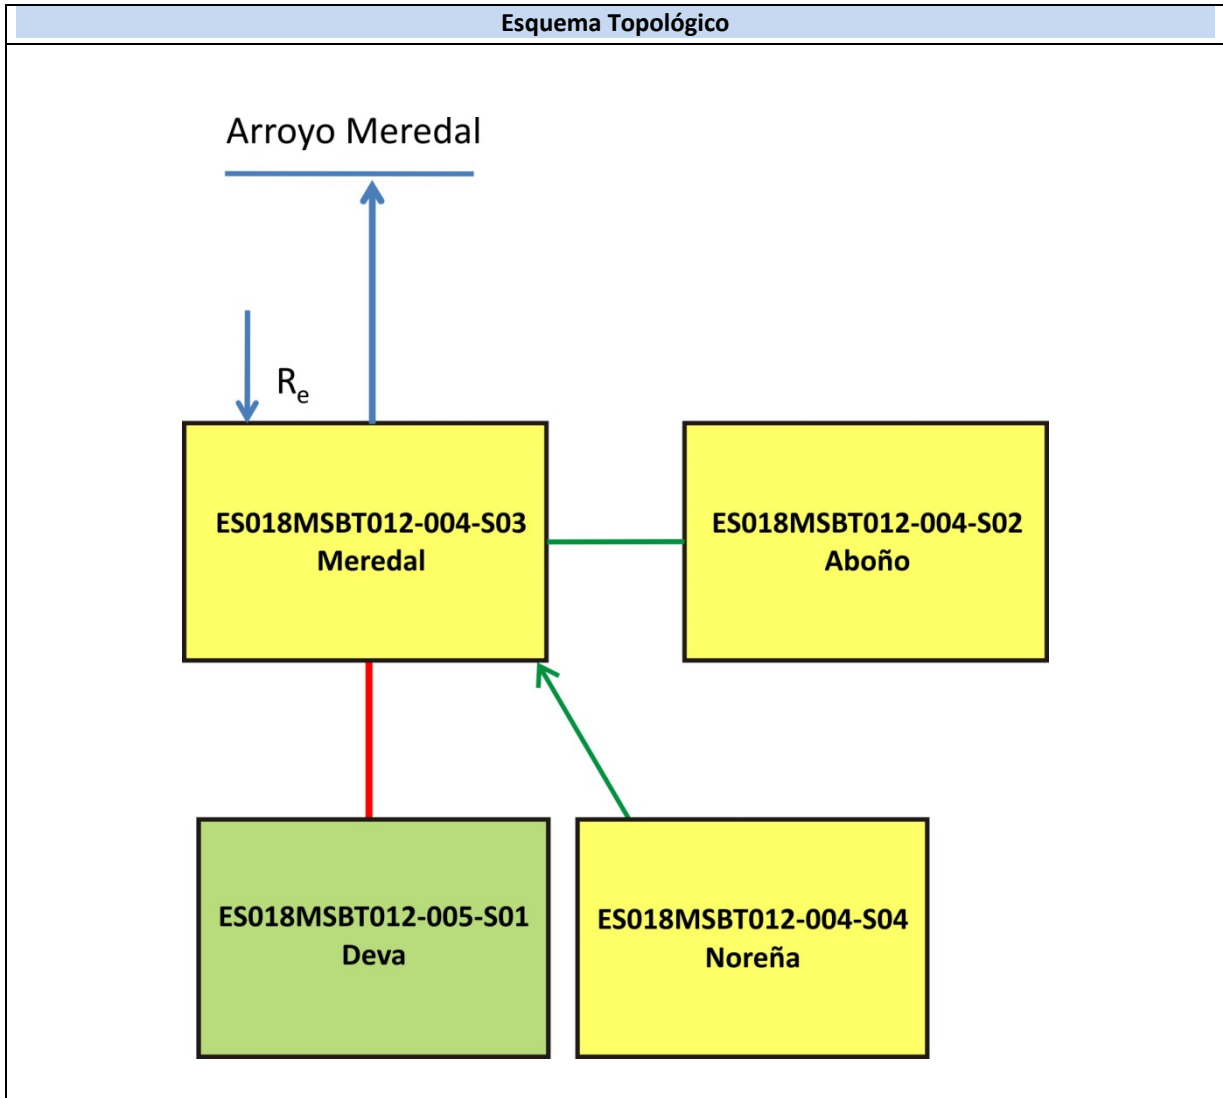 Esquema Topológico
Arroyo Meredal
Re
ES018MSBT012-004-S03
Meredal
ES018MSBT012-004-S02
Aboño
ES018MSBT012-005-S01
Deva
ES018MSBT012-004-S04
Noreña